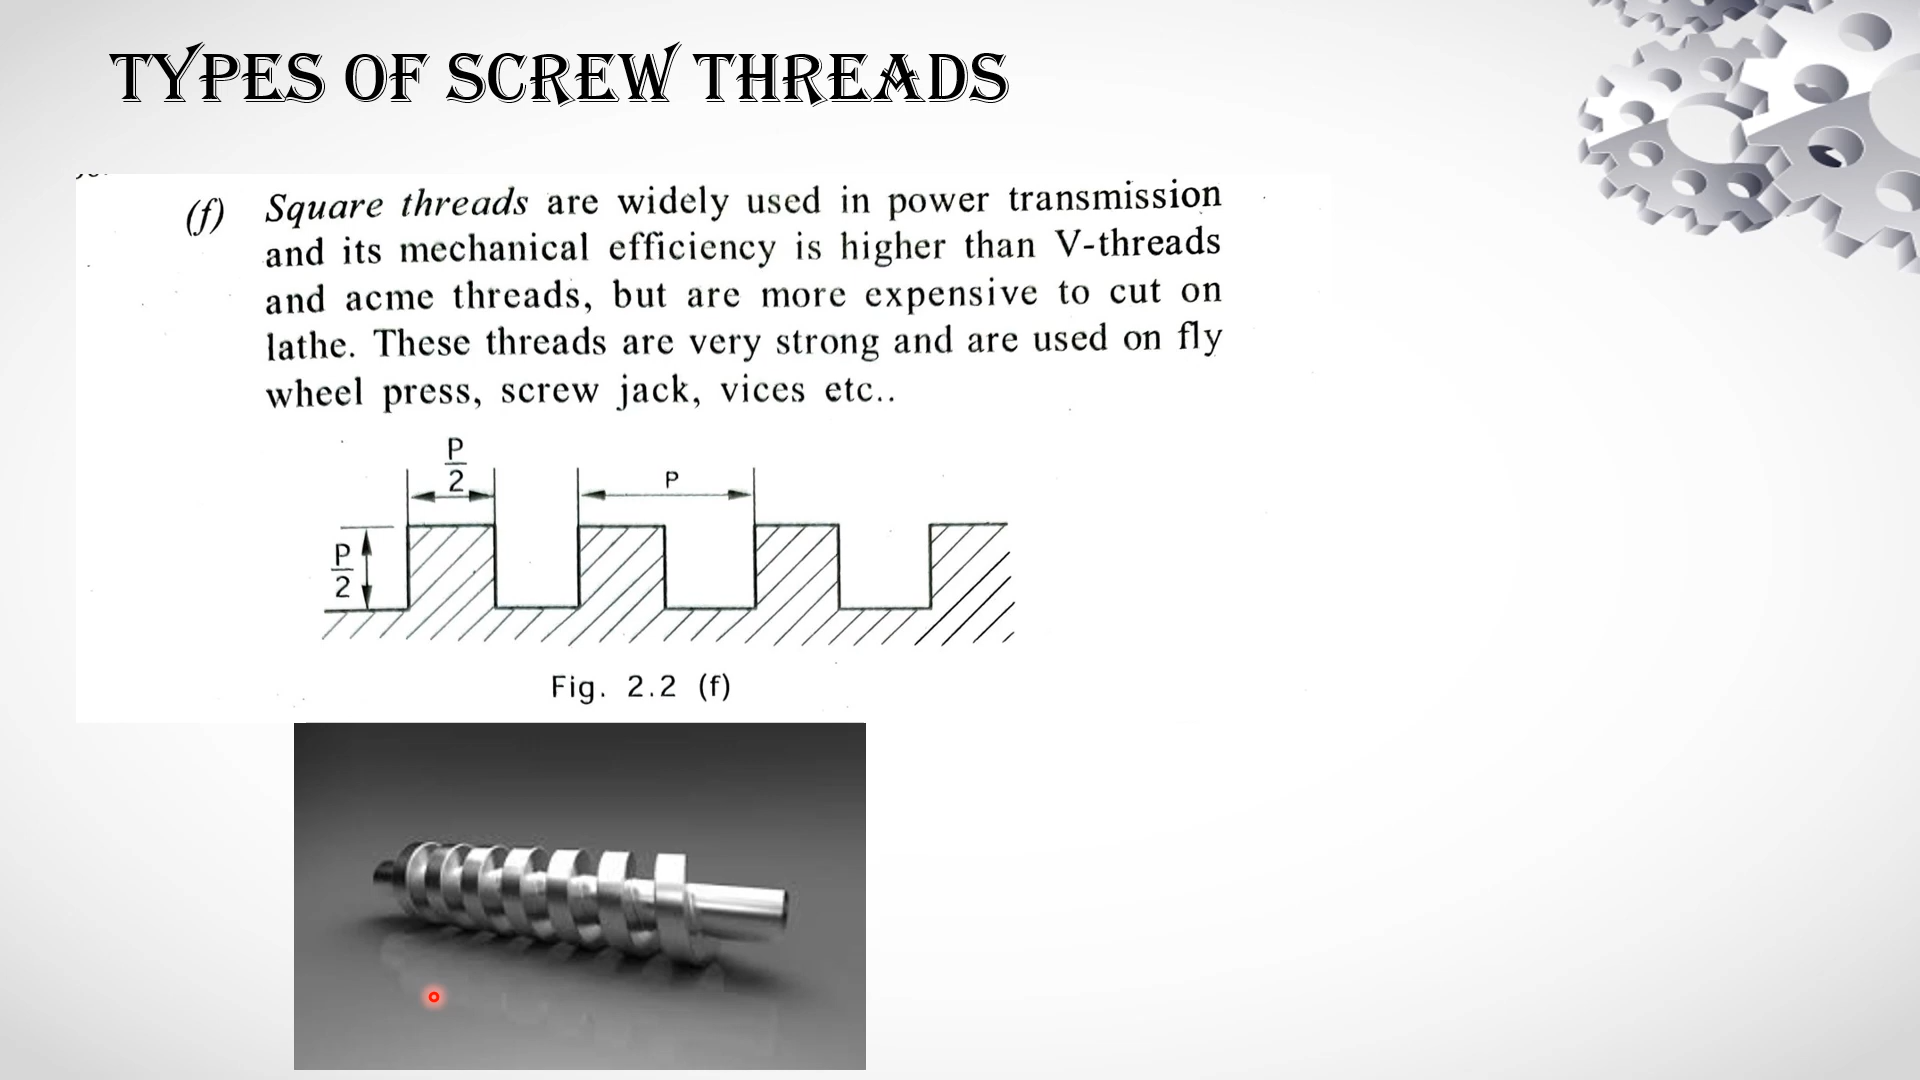 TYPES OF SCREW THREADS
(f) Square threads are widely used in power transmission
and its mechanical efficiency is higher than V-threads
and acme threads, but are more expensive to cut on
lathe. These threads are very strong and are used on fly
wheel press, screw jack, vices etc..
P
2
P
P
2
Fig. 2.2 (f)